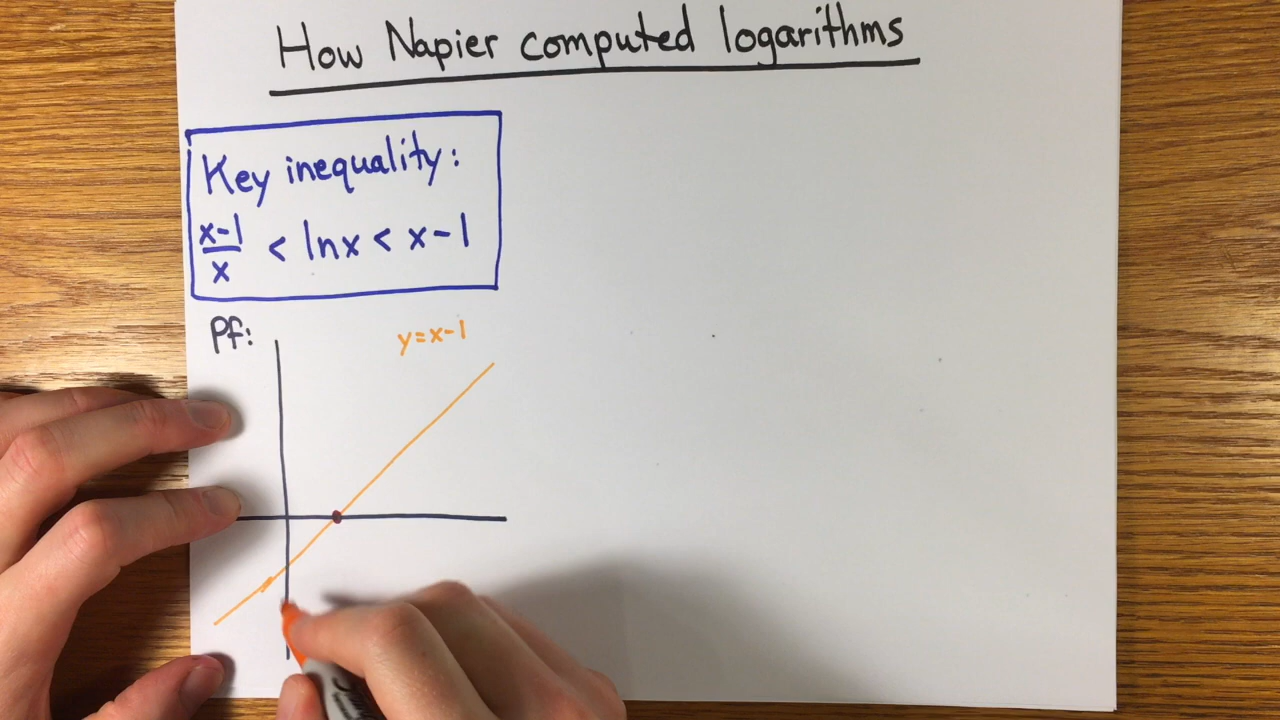 How Napier computed logarithms
Key inequality:
x-1/x < ln x < x-1
Pf:
y=x-1